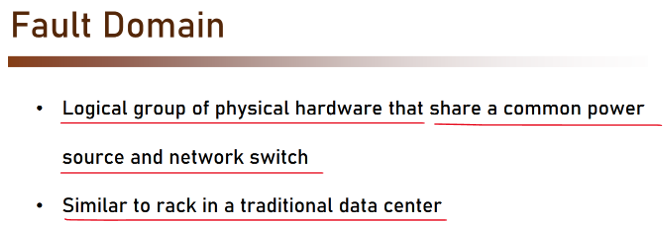 Fault Domain
• Logical group of physical hardware that share a common power
source and network switch
• Similar to rack in a traditional data center